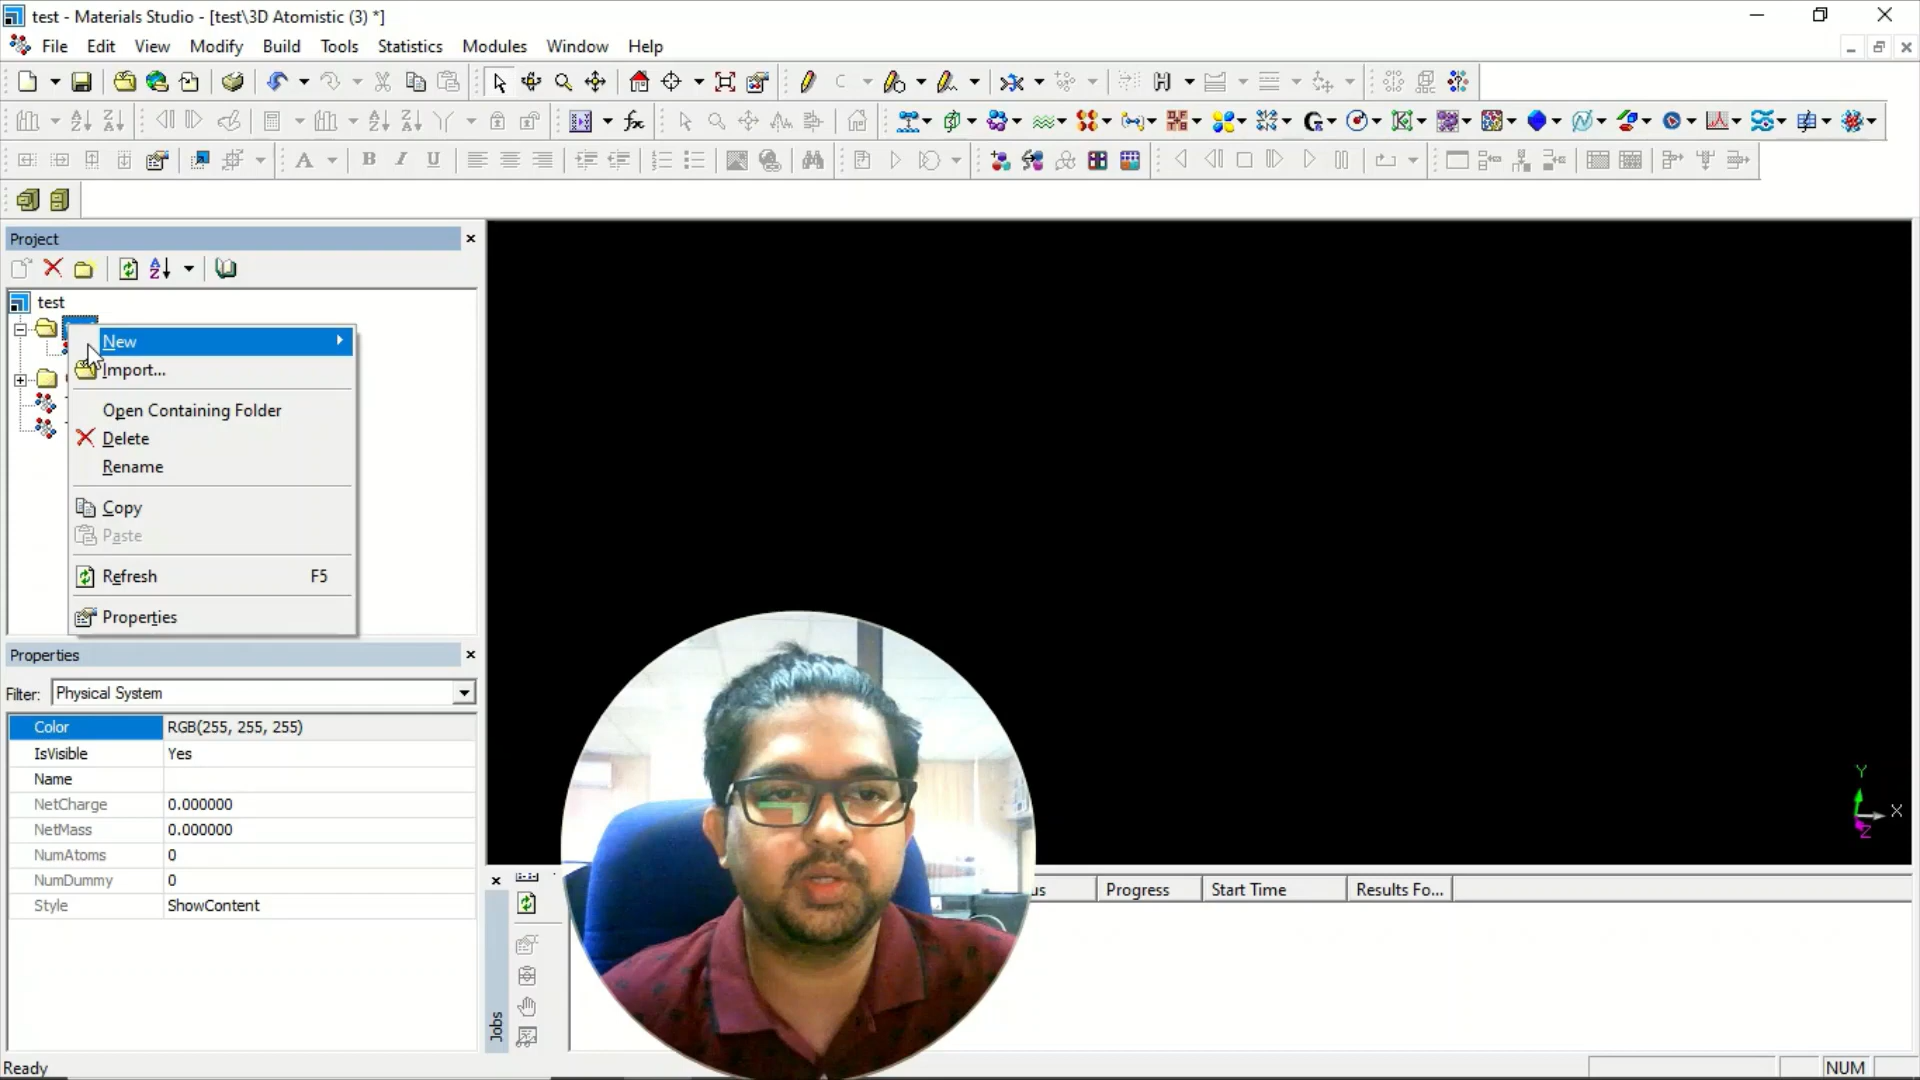 test - Materials Studio - [test\3D Atomistic (3) *]
File Edit View Modify Build Tools Statistics Modules Window Help
Project
test
New
Import...
Open Containing Folder
Delete
Rename
Copy
Paste
Refresh F5
Properties
Properties
Filter: Physical System
Color RGB(255, 255, 255)
IsVisible Yes
Name
NetCharge 0.000000
NetMass 0.000000
NumAtoms 0
NumDummy 0
Style ShowContent
Y
X
Z
Progress Start Time Results Fo...
Jobs
Ready
NUM